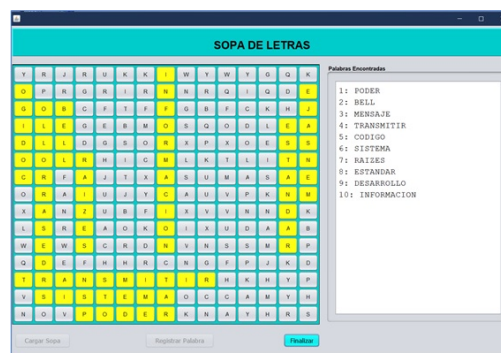 SOPA DE LETRAS
Palabras Encontradas
Y R J R U K K I W Y W Y G Q K
O P R G R I R N N R Q I Q D E
G O B C F T F F G B F C K H J
I L E G E B M O S Q O D L E A
D L L D G S O R X P X O E S S
O O L R H I C M L K T L I T N
C R F A J T X A S U M A S A E
O R A I U J Y C A U V P K N M
X A N Z U B F I X V V N N D K
L S R E A O K O I X U D A A B
W E W S C R D N V N S S M R P
Q D E F H H R C N G F P J K D
T R A N S M I T I R H K H Y P
V S I S T E M A O C C A M Y H
N O V P O D E R K N A Y H R S
1: PODER
2: BELL
3: MENSAJE
4: TRANSMITIR
5: CODIGO
6: SISTEMA
7: RAIZES
8: ESTANDAR
9: DESARROLLO
10: INFORMACION
Cargar Sopa
Registrar Palabra
Finalizar